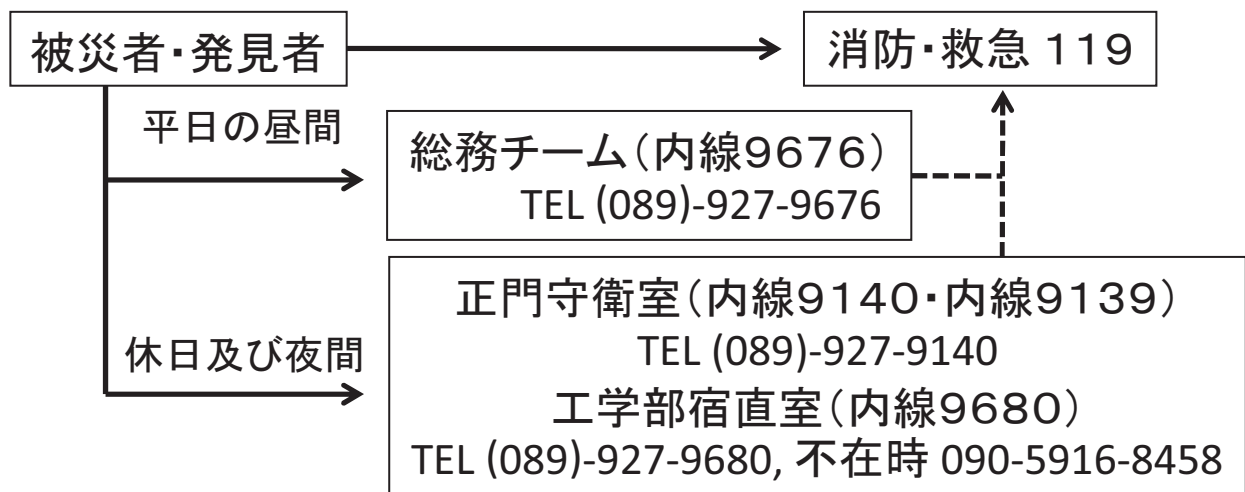 被災者・発見者
消防・救急 119
平日の昼間
総務チーム（内線９６７６）
TEL (089)-927-9676
正門守衛室（内線９１４０・内線９１３９）
TEL (089)-927-9140
休日及び夜間
工学部宿直室（内線９６８０）
TEL (089)-927-9680, 不在時 090-5916-8458